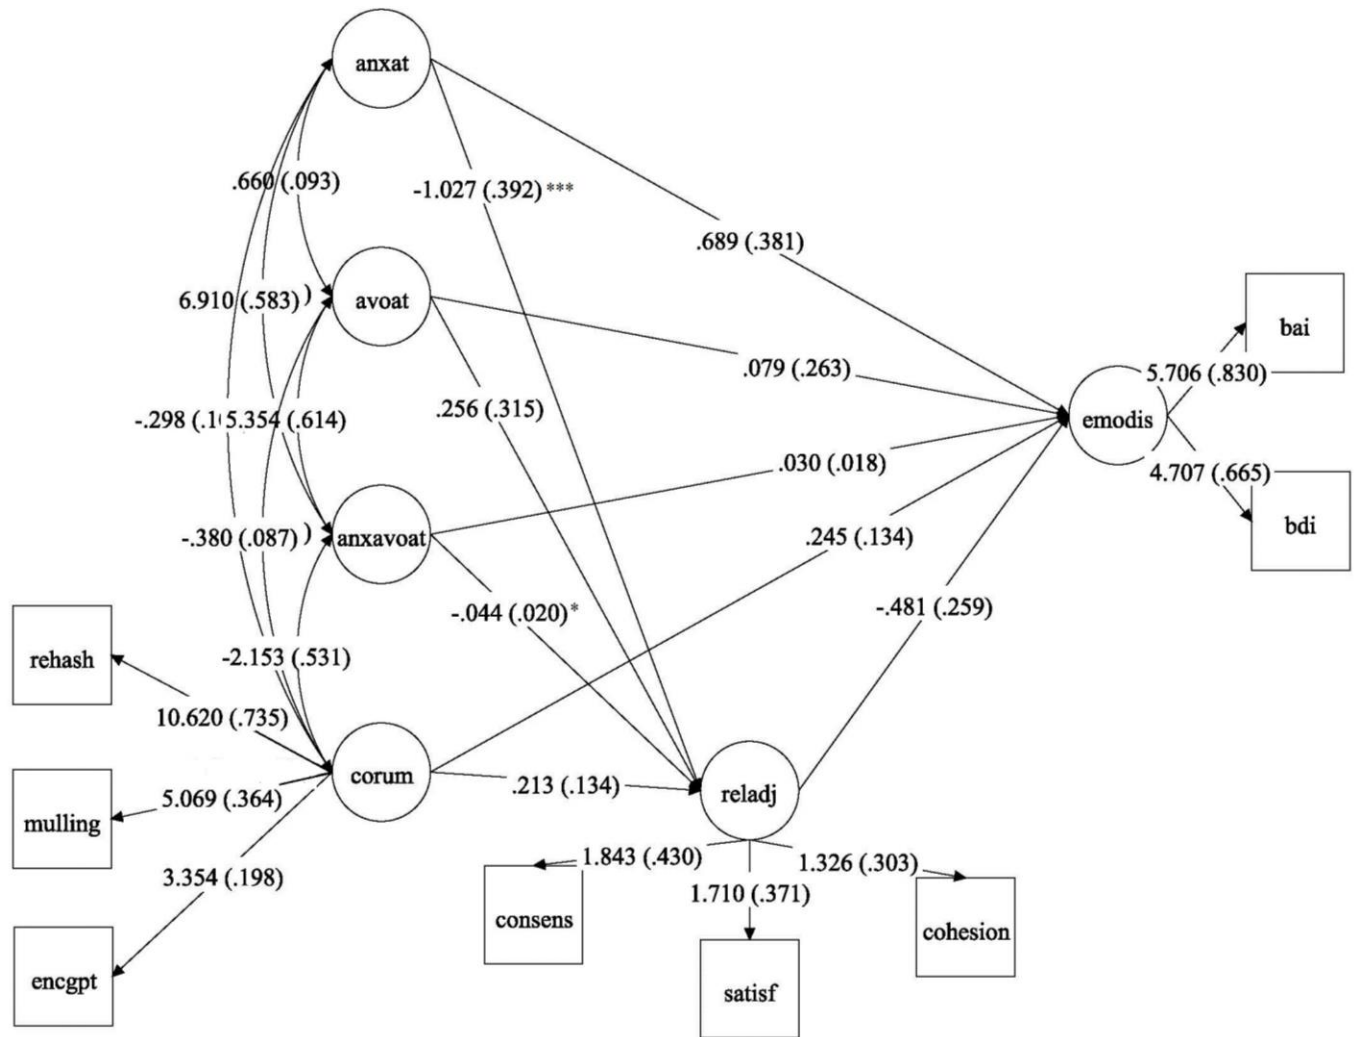 anxat
.660 (.093)
-1.027 (.392)***
.689 (.381)
6.910 (.583) )
avoat
bai
.079 (.263)
5.706 (.830)
-.298 (.1
5.354 (.614)
.256 (.315)
emodis
.030 (.018)
4.707 (.665)
-.380 (.087) )
anxavoat
.245 (.134)
bdi
-.044 (.020)*
-.481 (.259)
rehash
-2.153 (.531)
10.620 (.735)
corum
.213 (.134)
reladj
mulling
5.069 (.364)
3.354 (.198)
1.843 (.430)
1.326 (.303)
1.710 (.371)
consens
cohesion
encgpt
satisf